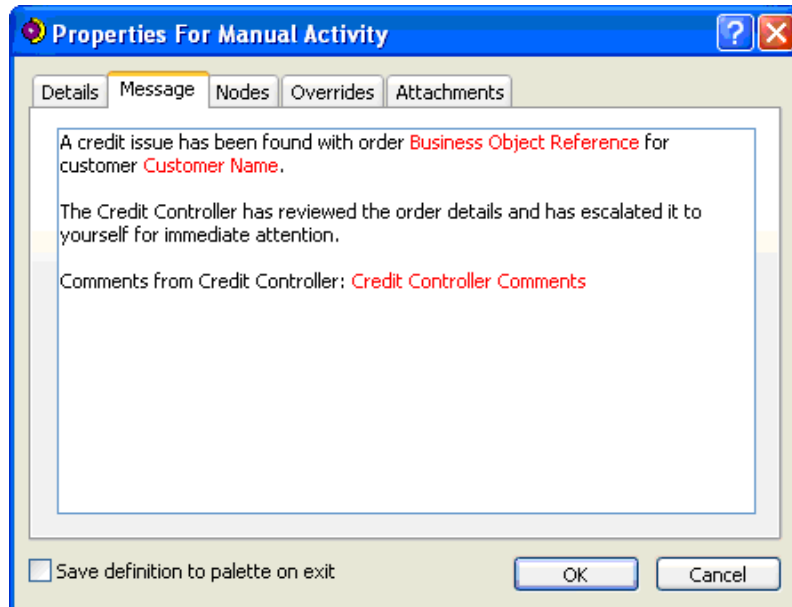 Properties For Manual Activity
?
Details Message Nodes Overrides Attachments
A credit issue has been found with order Business Object Reference for
customer Customer Name.
The Credit Controller has reviewed the order details and has escalated it to
yourself for immediate attention.
Comments from Credit Controller: Credit Controller Comments
Save definition to palette on exit
OK
Cancel